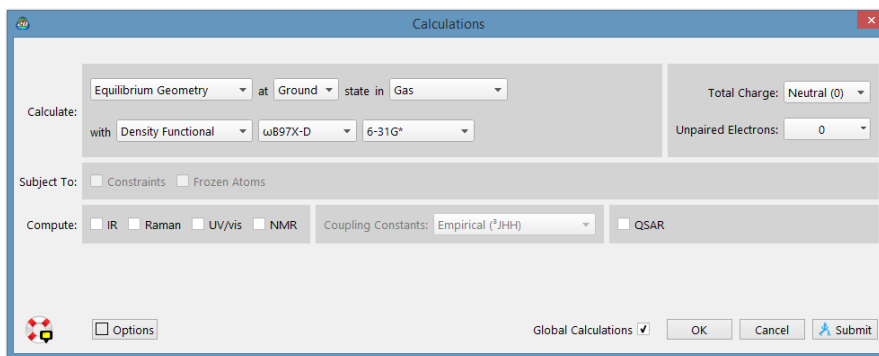 Calculations
Calculate:
Equilibrium Geometry at Ground state in Gas
Total Charge: Neutral (0)
with Density Functional ωB97X-D 6-31G*
Unpaired Electrons: 0
Subject To: Constraints Frozen Atoms
Compute: IR Raman UV/vis NMR Coupling Constants: Empirical (³JHH) QSAR
Options Global Calculations OK Cancel Submit